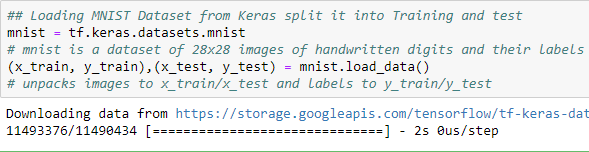 ## Loading MNIST Dataset from Keras split it into Training and test
mnist = tf.keras.datasets.mnist
# mnist is a dataset of 28x28 images of handwritten digits and their labels
(x_train, y_train),(x_test, y_test) = mnist.load_data()
# unpacks images to x_train/x_test and labels to y_train/y_test
Downloading data from https://storage.googleapis.com/tensorflow/tf-keras-dat
11493376/11490434 [==============================] - 2s 0us/step